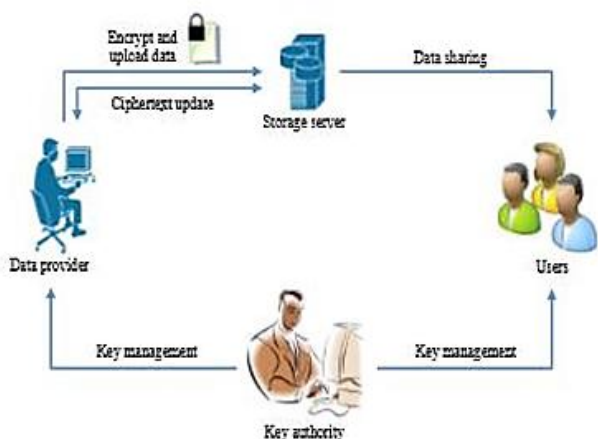 Encrypt and
upload data
Data sharing
Ciphertext update
Storage server
Data provider
Users
Key management
Key management
Key authority